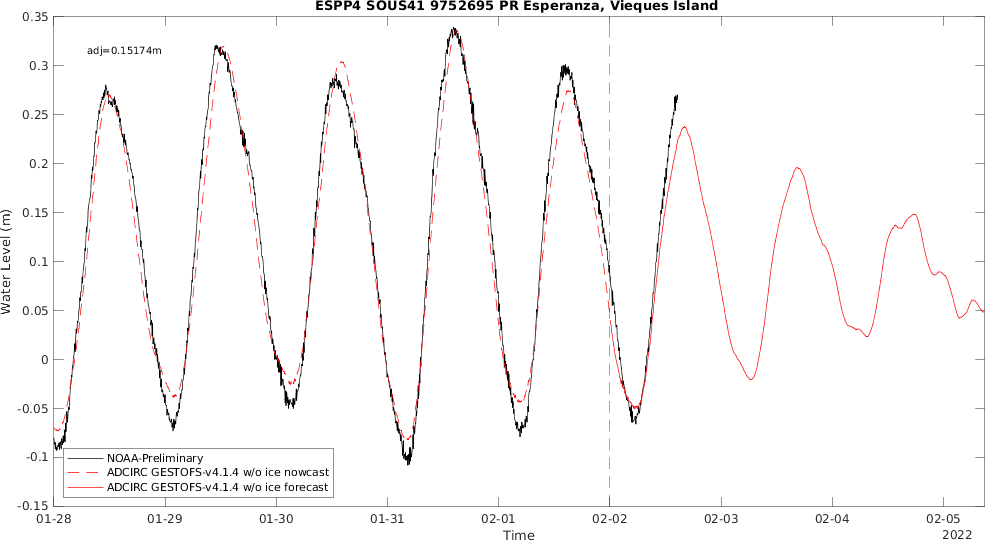 ESPP4 SOUS41 9752695 PR Esperanza, Vieques Island
adj=0.15174m
0.35
0.3
0.25
0.2
0.15
0.1
0.05
0
-0.05
-0.1
-0.15
Water Level (m)
NOAA-Preliminary
ADCIRC GESTOFS-v4.1.4 w/o ice nowcast
ADCIRC GESTOFS-v4.1.4 w/o ice forecast
01-28 01-29 01-30 01-31 02-01 02-02 02-03 02-04 02-05
Time 2022